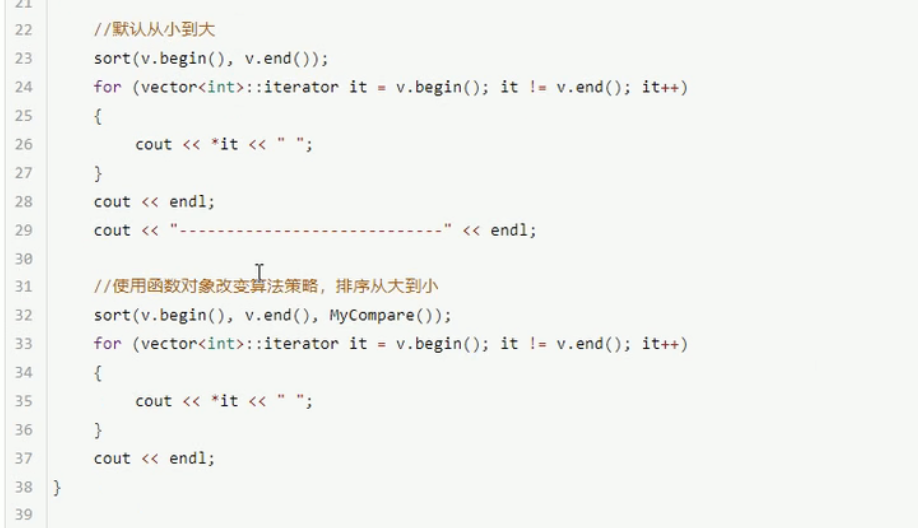 21
22 //默认从小到大
23 sort(v.begin(), v.end());
24 for (vector<int>::iterator it = v.begin(); it != v.end(); it++)
25 {
26 cout << *it << " ";
27 }
28 cout << endl;
29 cout << "----------------------------" << endl;
30
31 //使用函数对象改变算法策略，排序从大到小
32 sort(v.begin(), v.end(), MyCompare());
33 for (vector<int>::iterator it = v.begin(); it != v.end(); it++)
34 {
35 cout << *it << " ";
36 }
37 cout << endl;
38 }
39